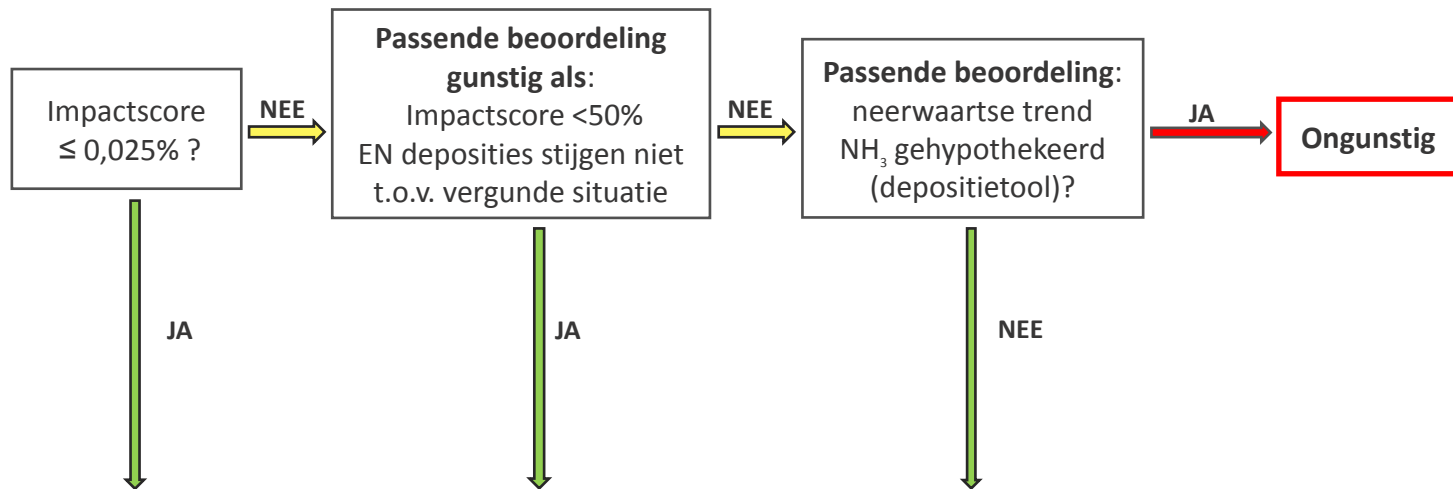 Impactscore
≤ 0,025% ?
NEE
Passende beoordeling
gunstig als:
Impactscore <50%
EN deposities stijgen niet
t.o.v. vergunde situatie
NEE
Passende beoordeling:
neerwaartse trend
NH₃ gehypothekeerd
(depositietool)?
JA
Ongunstig
JA
JA
NEE